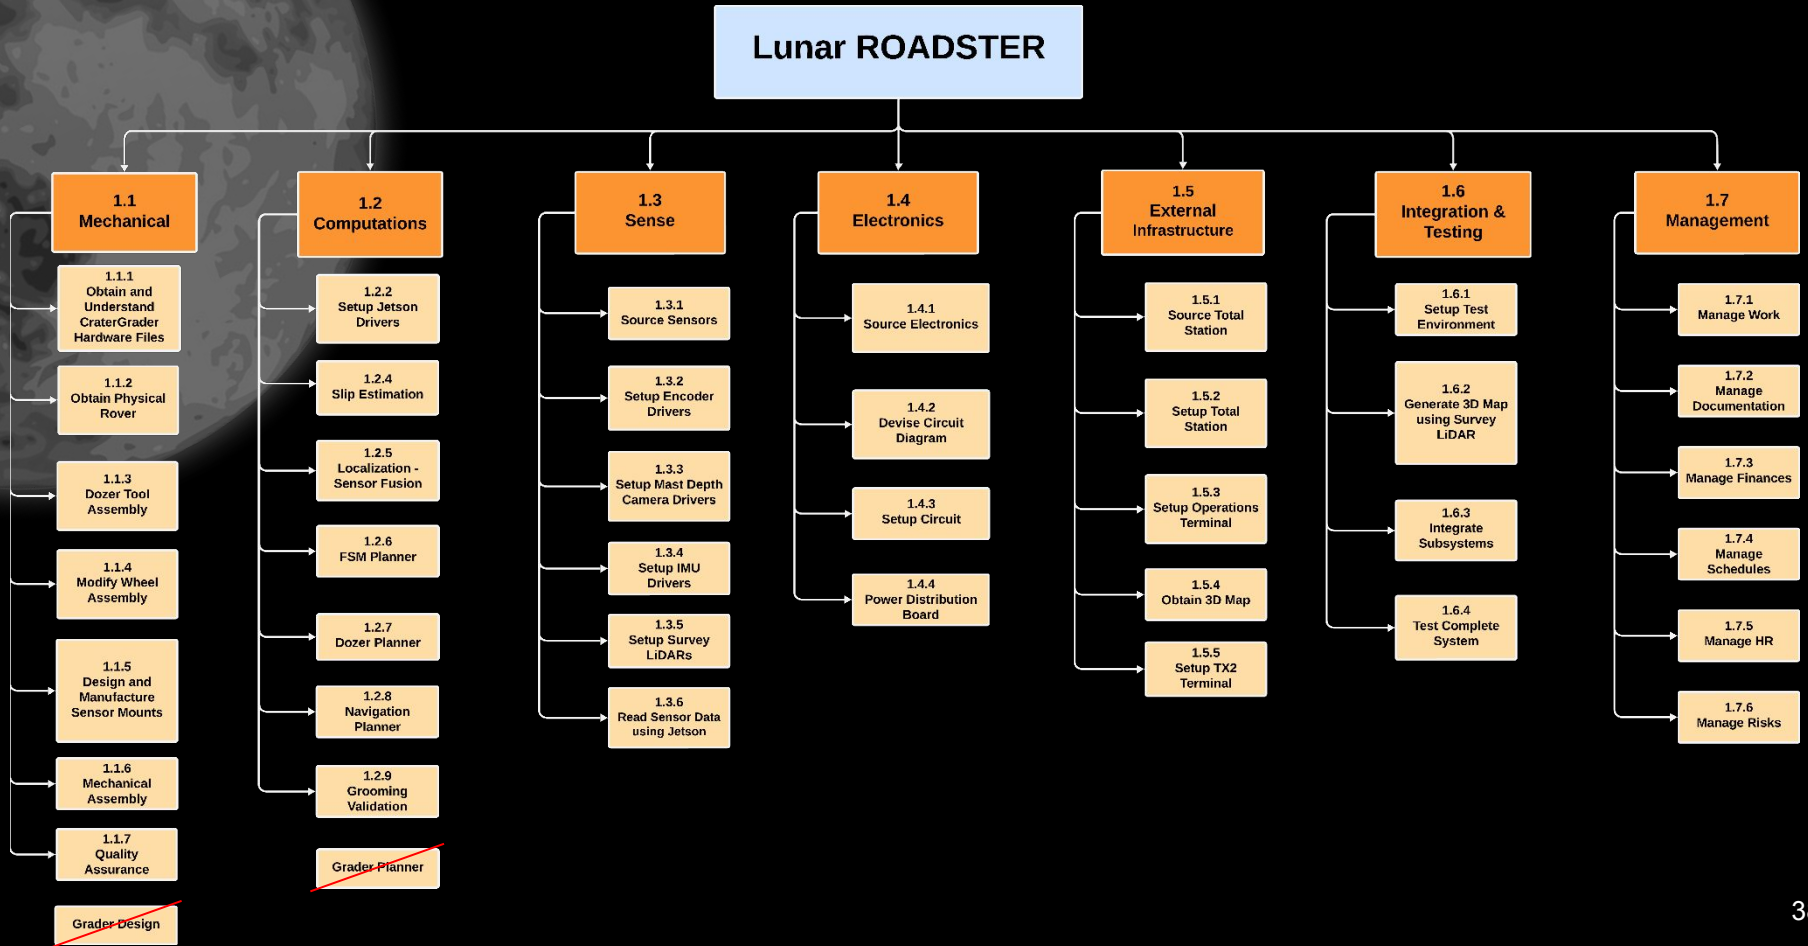 Lunar ROADSTER
1.1
Mechanical
1.1.1
Obtain and
Understand
CraterGrader
Hardware Files
1.1.2
Obtain Physical
Rover
1.1.3
Dozer Tool
Assembly
1.1.4
Modify Wheel
Assembly
1.1.5
Design and
Manufacture
Sensor Mounts
1.1.6
Mechanical
Assembly
1.1.7
Quality
Assurance
Grader Design
1.2
Computations
1.2.2
Setup Jetson
Drivers
1.2.4
Slip Estimation
1.2.5
Localization -
Sensor Fusion
1.2.6
FSM Planner
1.2.7
Dozer Planner
1.2.8
Navigation
Planner
1.2.9
Grooming
Validation
Grader Planner
1.3
Sense
1.3.1
Source Sensors
1.3.2
Setup Encoder
Drivers
1.3.3
Setup Mast Depth
Camera Drivers
1.3.4
Setup IMU
Drivers
1.3.5
Setup Survey
LiDARs
1.3.6
Read Sensor Data
using Jetson
1.4
Electronics
1.4.1
Source Electronics
1.4.2
Devise Circuit
Diagram
1.4.3
Setup Circuit
1.4.4
Power Distribution
Board
1.5
External
Infrastructure
1.5.1
Source Total
Station
1.5.2
Setup Total
Station
1.5.3
Setup Operations
Terminal
1.5.4
Obtain 3D Map
1.5.5
Setup TX2
Terminal
1.6
Integration &
Testing
1.6.1
Setup Test
Environment
1.6.2
Generate 3D Map
using Survey
LiDAR
1.6.3
Integrate
Subsystems
1.6.4
Test Complete
System
1.7
Management
1.7.1
Manage Work
1.7.2
Manage
Documentation
1.7.3
Manage Finances
1.7.4
Manage
Schedules
1.7.5
Manage HR
1.7.6
Manage Risks